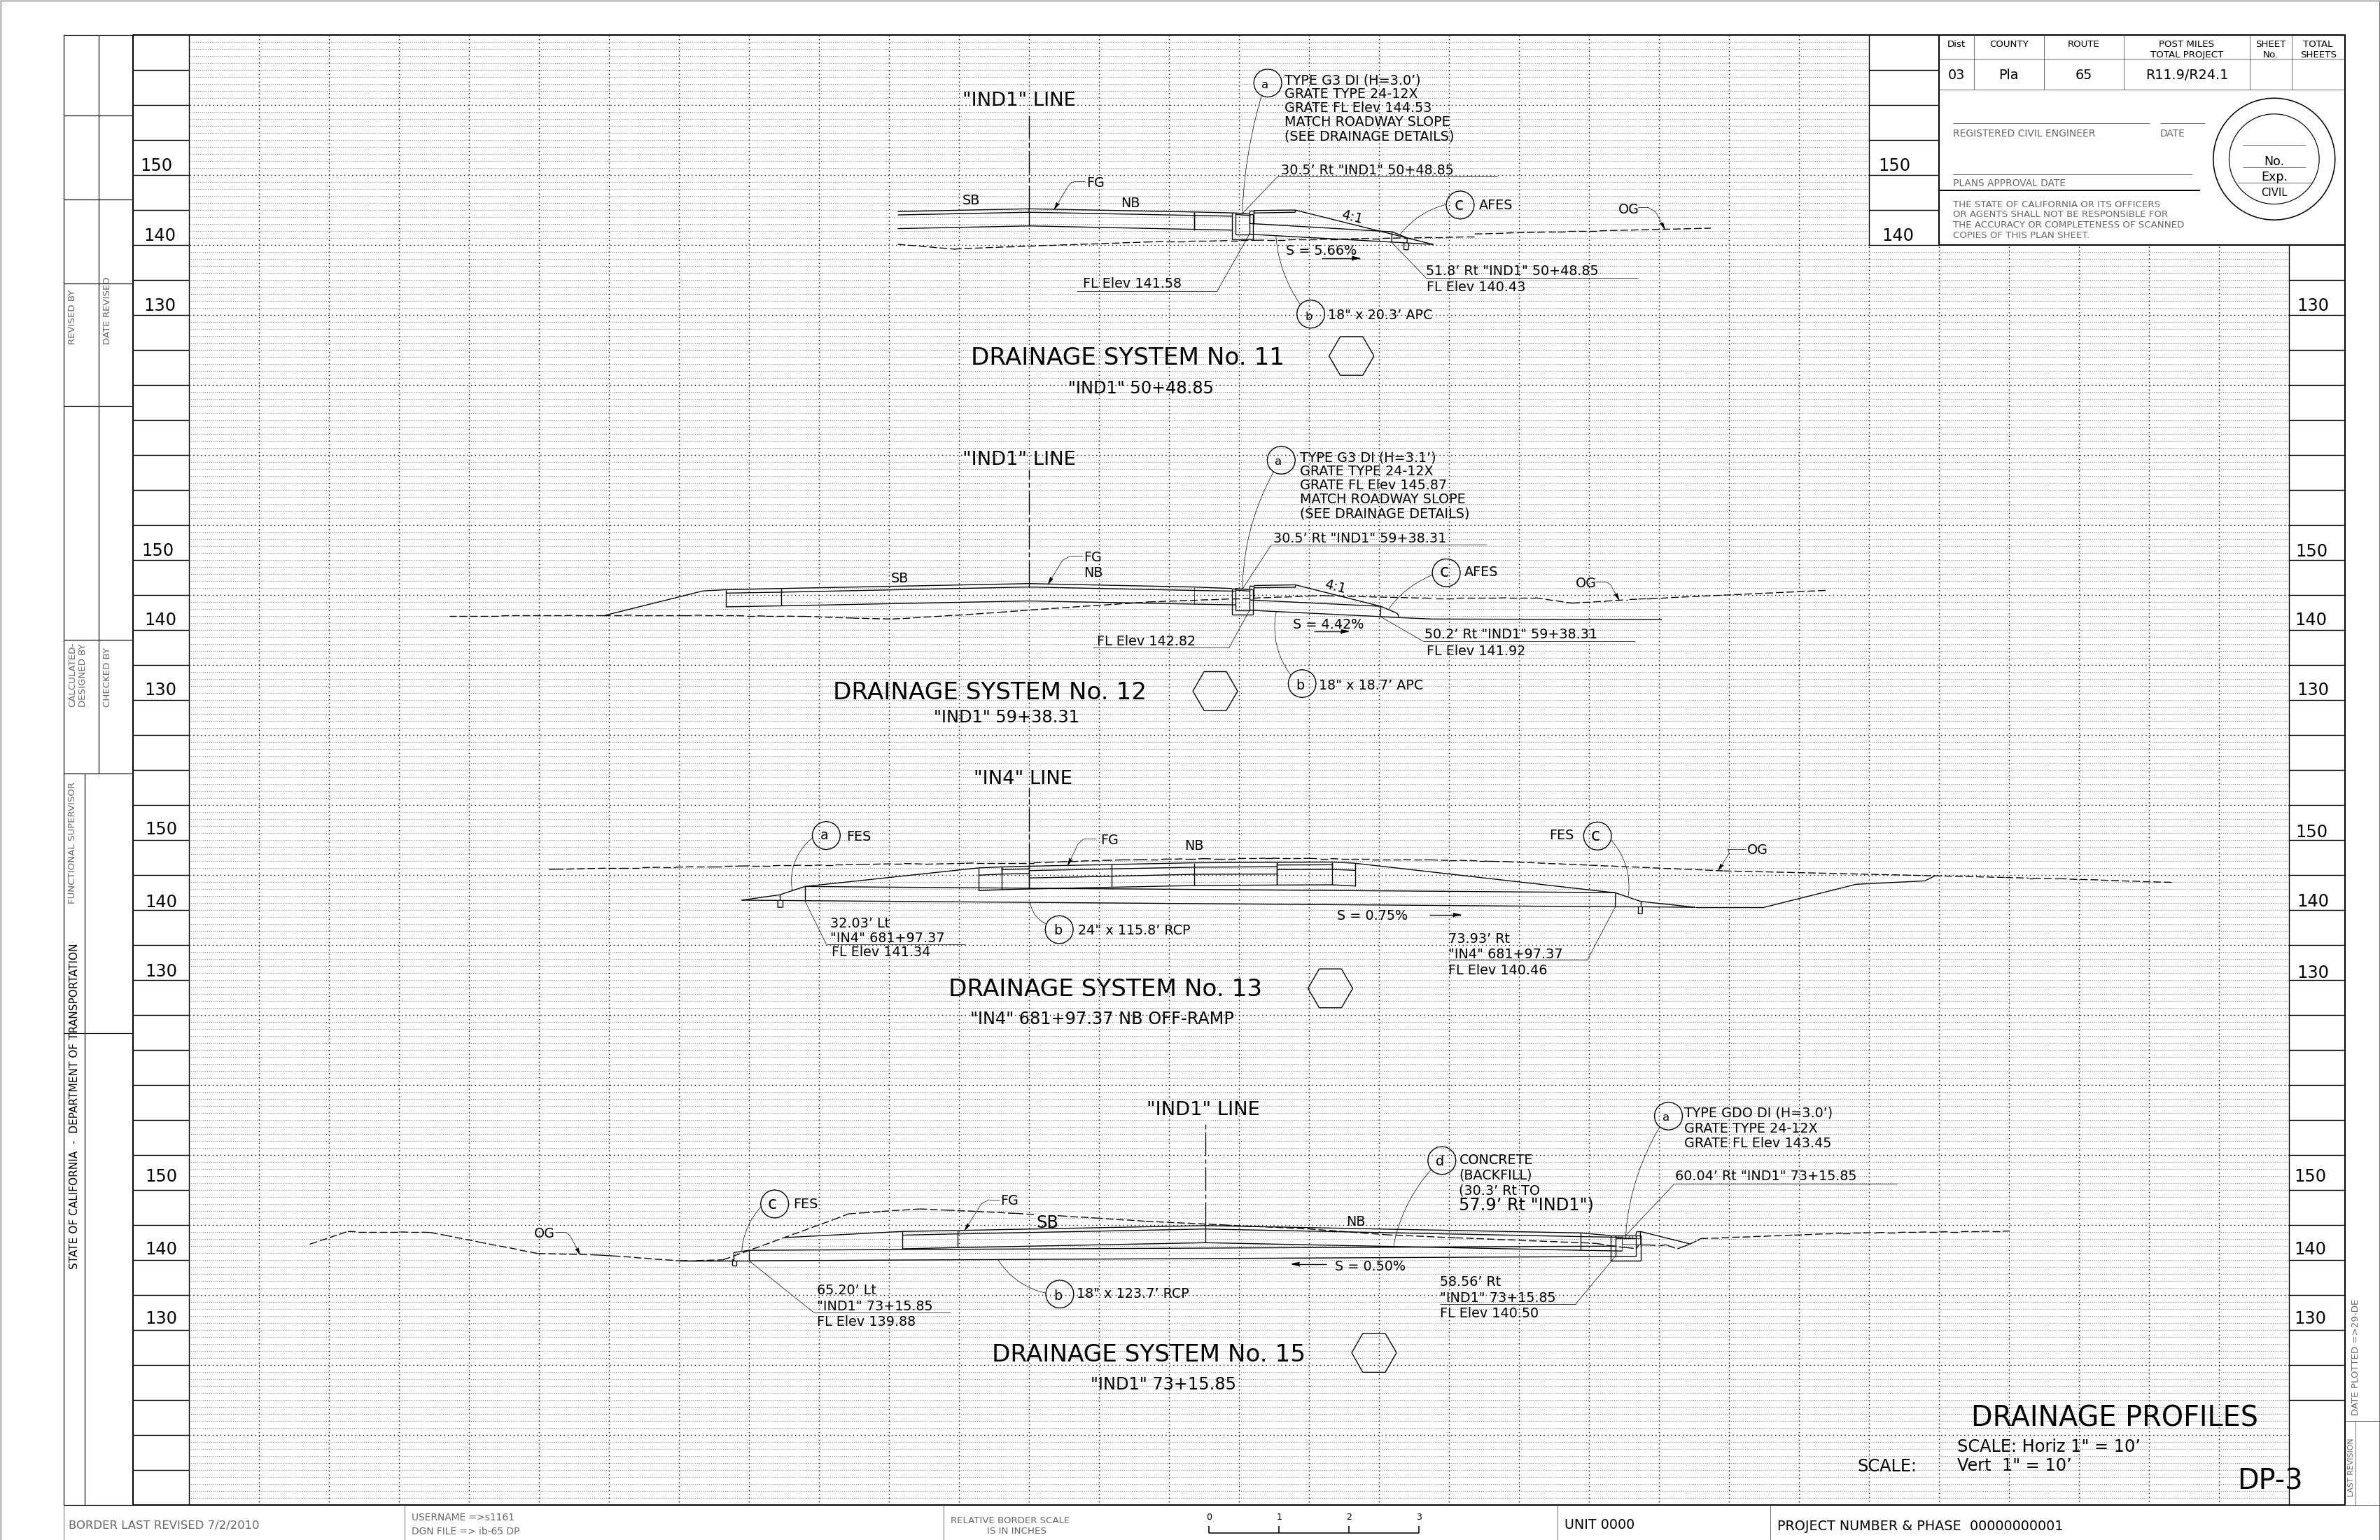 Dist
COUNTY
ROUTE
POST MILES
TOTAL PROJECT
SHEET
No.
TOTAL
SHEETS
03
Pla
65
R11.9/R24.1
REGISTERED CIVIL ENGINEER
DATE
PLANS APPROVAL DATE
No.
Exp.
CIVIL
THE STATE OF CALIFORNIA OR ITS OFFICERS
OR AGENTS SHALL NOT BE RESPONSIBLE FOR
THE ACCURACY OR COMPLETENESS OF SCANNED
COPIES OF THIS PLAN SHEET.
150
140
130
150
140
130
"IND1" LINE
a
TYPE G3 DI (H=3.0’)
GRATE TYPE 24-12X
GRATE FL Elev 144.53
MATCH ROADWAY SLOPE
(SEE DRAINAGE DETAILS)
30.5’ Rt "IND1" 50+48.85
FG
SB
NB
4:1
C
AFES
OG
S = 5.66%
51.8’ Rt "IND1" 50+48.85
FL Elev 140.43
FL Elev 141.58
b
18" x 20.3’ APC
DRAINAGE SYSTEM No. 11
"IND1" 50+48.85
"IND1" LINE
a
TYPE G3 DI (H=3.1’)
GRATE TYPE 24-12X
GRATE FL Elev 145.87
MATCH ROADWAY SLOPE
(SEE DRAINAGE DETAILS)
30.5’ Rt "IND1" 59+38.31
150
150
FG
NB
SB
4:1
C
AFES
OG
140
140
S = 4.42%
50.2’ Rt "IND1" 59+38.31
FL Elev 141.92
FL Elev 142.82
b
18" x 18.7’ APC
130
130
DRAINAGE SYSTEM No. 12
"IND1" 59+38.31
"IN4" LINE
150
150
a
FES
FG
NB
FES
C
OG
140
140
32.03’ Lt
"IN4" 681+97.37
FL Elev 141.34
b
24" x 115.8’ RCP
S = 0.75%
73.93’ Rt
"IN4" 681+97.37
FL Elev 140.46
130
130
DRAINAGE SYSTEM No. 13
"IN4" 681+97.37 NB OFF-RAMP
"IND1" LINE
a
TYPE GDO DI (H=3.0’)
GRATE TYPE 24-12X
GRATE FL Elev 143.45
d
CONCRETE
(BACKFILL)
(30.3’ Rt TO
57.9’ Rt "IND1")
60.04’ Rt "IND1" 73+15.85
150
150
C
FES
FG
SB
NB
OG
140
140
S = 0.50%
65.20’ Lt
"IND1" 73+15.85
FL Elev 139.88
b
18" x 123.7’ RCP
58.56’ Rt
"IND1" 73+15.85
FL Elev 140.50
130
130
DRAINAGE SYSTEM No. 15
"IND1" 73+15.85
DRAINAGE PROFILES
SCALE: Horiz 1" = 10’
SCALE:
Vert 1" = 10’
DP-3
REVISED BY
DATE REVISED
CALCULATED-
DESIGNED BY
CHECKED BY
FUNCTIONAL SUPERVISOR
STATE OF CALIFORNIA - DEPARTMENT OF TRANSPORTATION
DATE PLOTTED =>29-DE
LAST REVISION
BORDER LAST REVISED 7/2/2010
USERNAME =>s1161
DGN FILE => ib-65 DP
RELATIVE BORDER SCALE
IS IN INCHES
0
1
2
3
UNIT 0000
PROJECT NUMBER & PHASE 00000000001